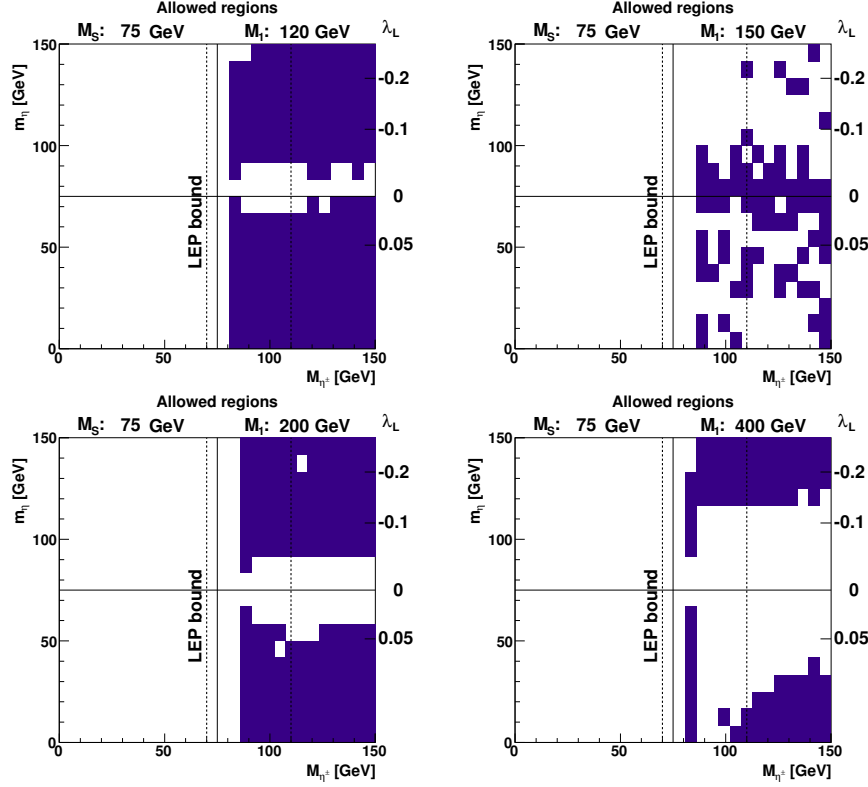 Allowed regions
M_S: 75 GeV M_1: 120 GeV λ_L
m_η [GeV]
150
100
50
0
-0.2
-0.1
0
0.05
LEP bound
0 50 100 150
M_η± [GeV]
Allowed regions
M_S: 75 GeV M_1: 150 GeV λ_L
m_η [GeV]
150
100
50
0
-0.2
-0.1
0
0.05
LEP bound
0 50 100 150
M_η± [GeV]
Allowed regions
M_S: 75 GeV M_1: 200 GeV λ_L
m_η [GeV]
150
100
50
0
-0.2
-0.1
0
0.05
LEP bound
0 50 100 150
M_η± [GeV]
Allowed regions
M_S: 75 GeV M_1: 400 GeV λ_L
m_η [GeV]
150
100
50
0
-0.2
-0.1
0
0.05
LEP bound
0 50 100 150
M_η± [GeV]